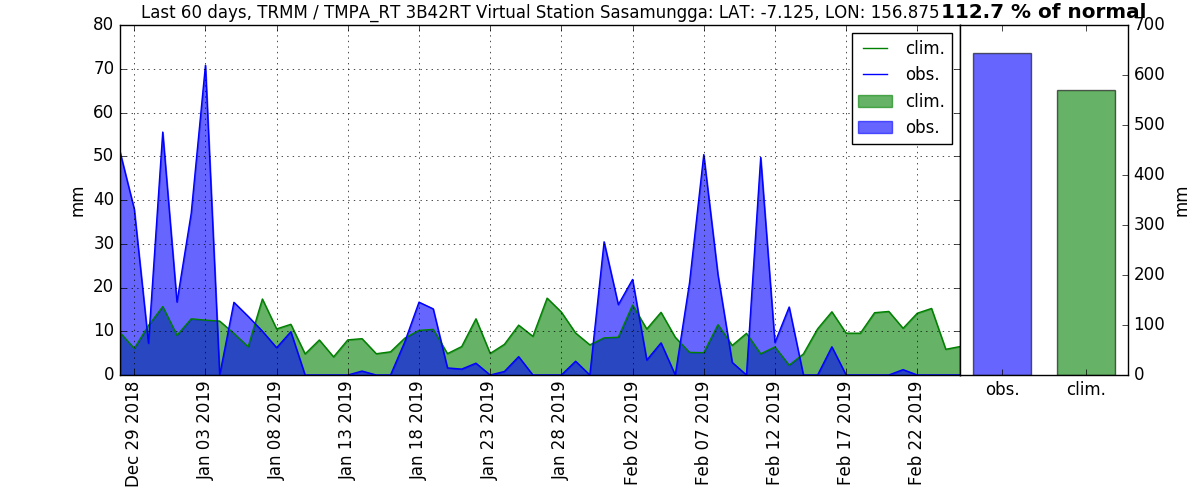 Last 60 days, TRMM / TMPA_RT 3B42RT Virtual Station Sasamungga: LAT: -7.125, LON: 156.875
112.7 % of normal
80
70
60
50
40
30
20
10
0
mm
clim.
obs.
clim.
obs.
Dec 29 2018
Jan 03 2019
Jan 08 2019
Jan 13 2019
Jan 18 2019
Jan 23 2019
Jan 28 2019
Feb 02 2019
Feb 07 2019
Feb 12 2019
Feb 17 2019
Feb 22 2019
700
600
500
400
300
200
100
0
mm
obs.
clim.